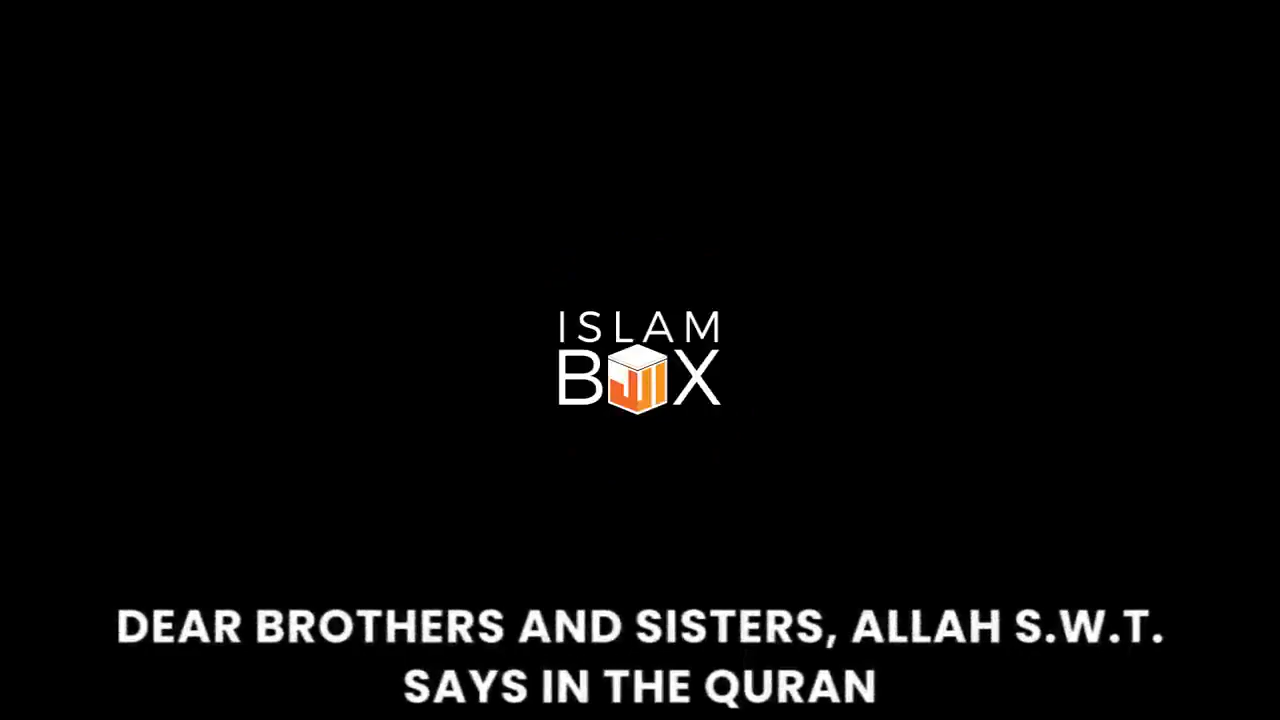 ISLAM
BOX
DEAR BROTHERS AND SISTERS, ALLAH S.W.T.
SAYS IN THE QURAN